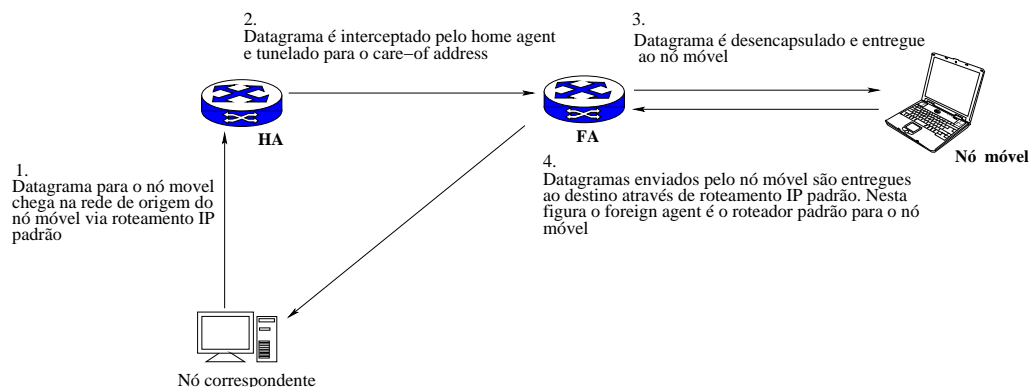 2.
Datagrama é interceptado pelo home agent
e tunelado para o care−of address
3.
Datagrama é desencapsulado e entregue
ao nó móvel
HA
FA
Nó móvel
1.
Datagrama para o nó movel
chega na rede de origem do
nó móvel via roteamento IP
padrão
4.
Datagramas enviados pelo nó móvel são entregues
ao destino através de roteamento IP padrão. Nesta
figura o foreign agent é o roteador padrão para o nó
móvel
Nó correspondente